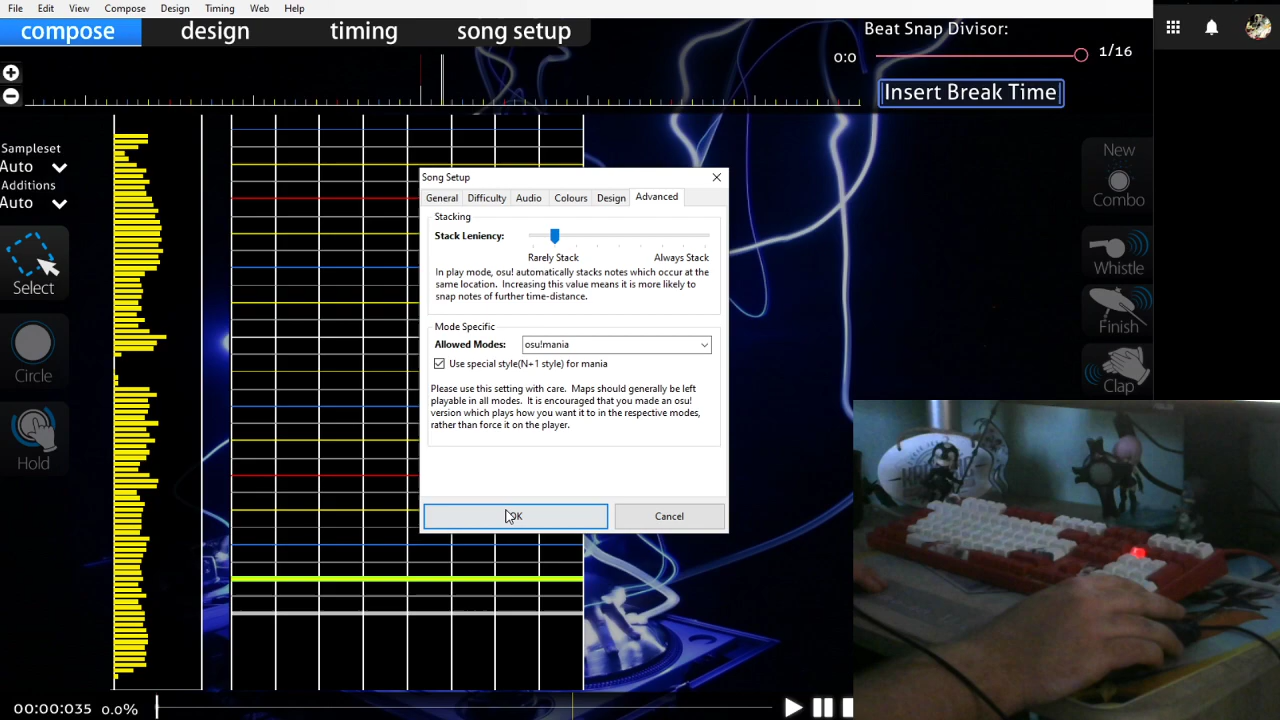 File Edit View Compose Design Timing Web Help
compose design timing song setup
Beat Snap Divisor:
1/16
0:0
Insert Break Time
Sampleset
Auto
Additions
Auto
Select
Circle
Hold
Song Setup
General Difficulty Audio Colours Design Advanced
Stacking
Stack Leniency:
Rarely Stack Always Stack
In play mode, osu! automatically stacks notes which occur at the
same location. Increasing this value means it is more likely to
snap notes of further time-distance.
Mode Specific
Allowed Modes: osu!mania
Use special style(N+1 style) for mania
Please use this setting with care. Maps should generally be left
playable in all modes. It is encouraged that you made an osu!
version which plays how you want it to in the respective modes,
rather than force it on the player.
OK Cancel
New
Combo
Whistle
Finish
Clap
00:00:035 0.0%